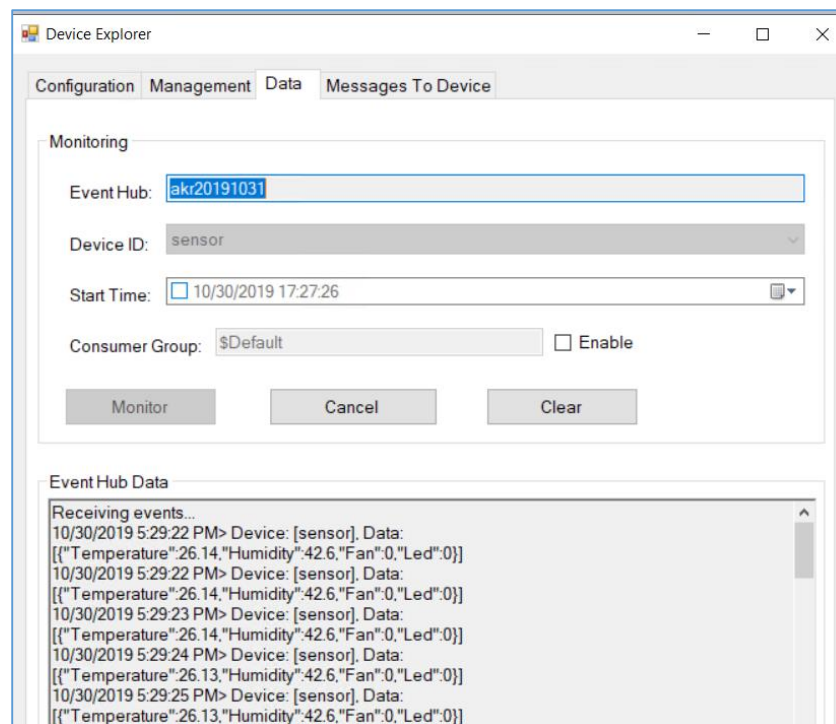 Device Explorer
Configuration Management Data Messages To Device
Monitoring
Event Hub: akr20191031
Device ID: sensor
Start Time: 10/30/2019 17:27:26
Consumer Group: $Default Enable
Monitor Cancel Clear
Event Hub Data
Receiving events...
10/30/2019 5:29:22 PM> Device: [sensor], Data:
[{"Temperature":26.14,"Humidity":42.6,"Fan":0,"Led":0}]
10/30/2019 5:29:22 PM> Device: [sensor], Data:
[{"Temperature":26.14,"Humidity":42.6,"Fan":0,"Led":0}]
10/30/2019 5:29:23 PM> Device: [sensor], Data:
[{"Temperature":26.14,"Humidity":42.6,"Fan":0,"Led":0}]
10/30/2019 5:29:24 PM> Device: [sensor], Data:
[{"Temperature":26.13,"Humidity":42.6,"Fan":0,"Led":0}]
10/30/2019 5:29:25 PM> Device: [sensor], Data:
[{"Temperature":26.13,"Humidity":42.6,"Fan":0,"Led":0}]